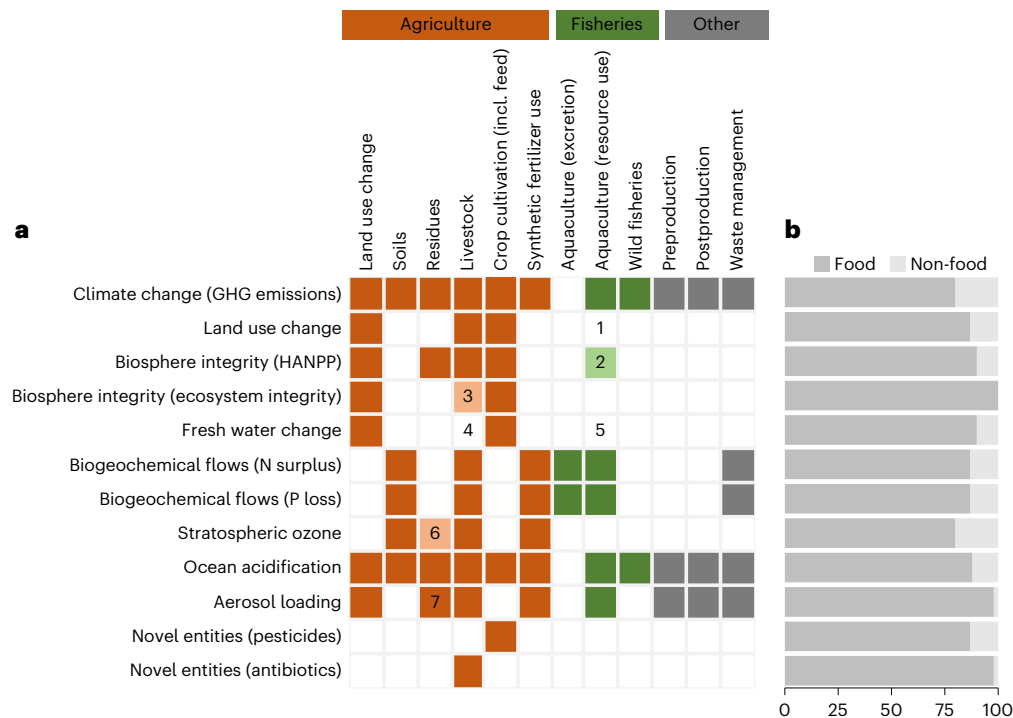 Agriculture Fisheries Other
Land use change
Soils
Residues
Livestock
Crop cultivation (incl. feed)
Synthetic fertilizer use
Aquaculture (excretion)
Aquaculture (resource use)
Wild fisheries
Preproduction
Postproduction
Waste management
a
b
Food Non-food
Climate change (GHG emissions)
Land use change 1
Biosphere integrity (HANPP) 2
Biosphere integrity (ecosystem integrity) 3
Fresh water change 4 5
Biogeochemical flows (N surplus)
Biogeochemical flows (P loss)
Stratospheric ozone 6
Ocean acidification
Aerosol loading 7
Novel entities (pesticides)
Novel entities (antibiotics)
0 25 50 75 100